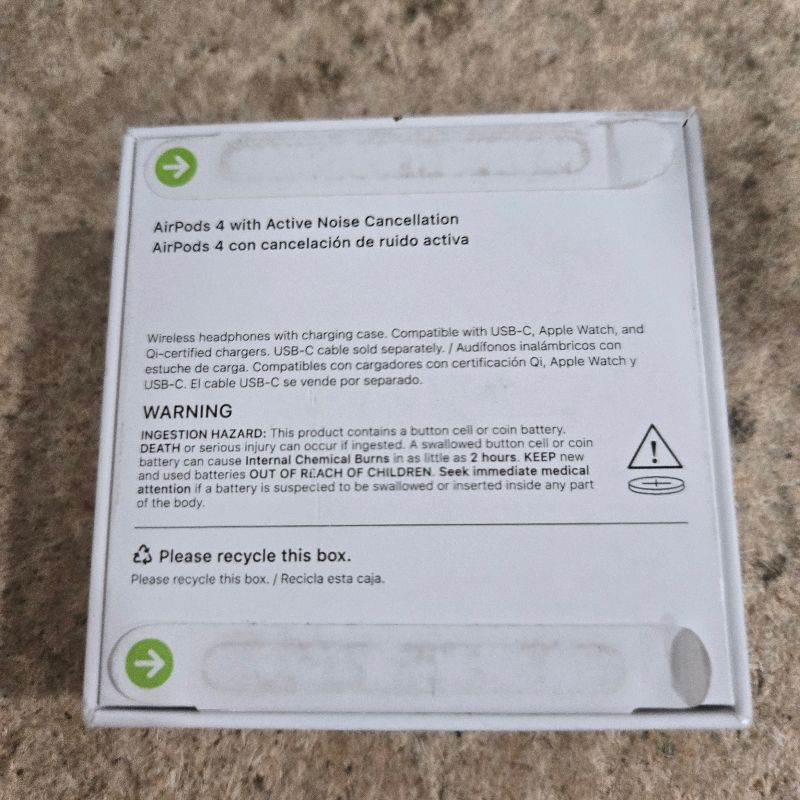 AirPods 4 with Active Noise Cancellation
AirPods 4 con cancelación de ruido activa
Wireless headphones with charging case. Compatible with USB-C, Apple Watch, and
Qi-certified chargers. USB-C cable sold separately. / Audífonos inalámbricos con
estuche de carga. Compatibles con cargadores con certificación Qi, Apple Watch y
USB-C. El cable USB-C se vende por separado.
WARNING
INGESTION HAZARD: This product contains a button cell or coin battery.
DEATH or serious injury can occur if ingested. A swallowed button cell or coin
battery can cause Internal Chemical Burns in as little as 2 hours. KEEP new
and used batteries OUT OF REACH OF CHILDREN. Seek immediate medical
attention if a battery is suspected to be swallowed or inserted inside any part
of the body.
Please recycle this box.
Please recycle this box. / Recicla esta caja.